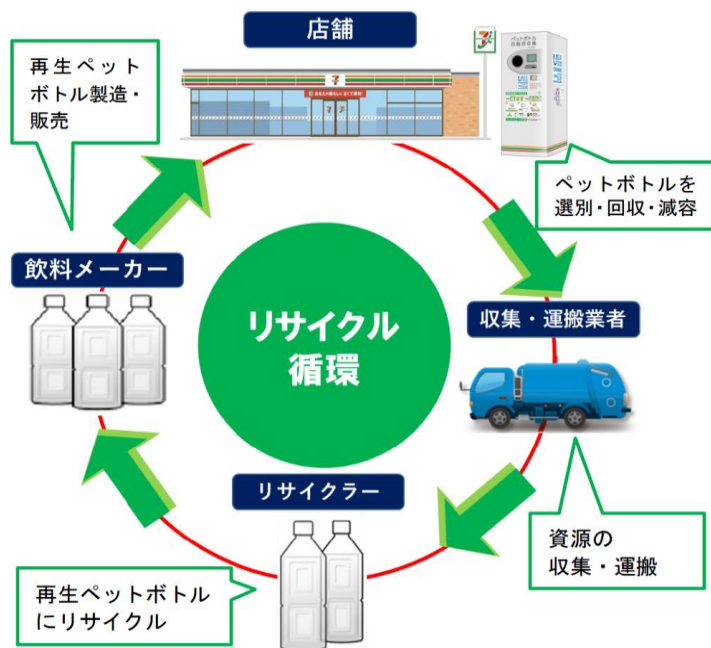 店舗
再生ペット
ボトル製造・
販売
ペットボトルを
選別・回収・減容
飲料メーカー
リサイクル
循環
収集・運搬業者
リサイクラー
資源の
収集・運搬
再生ペットボトル
にリサイクル